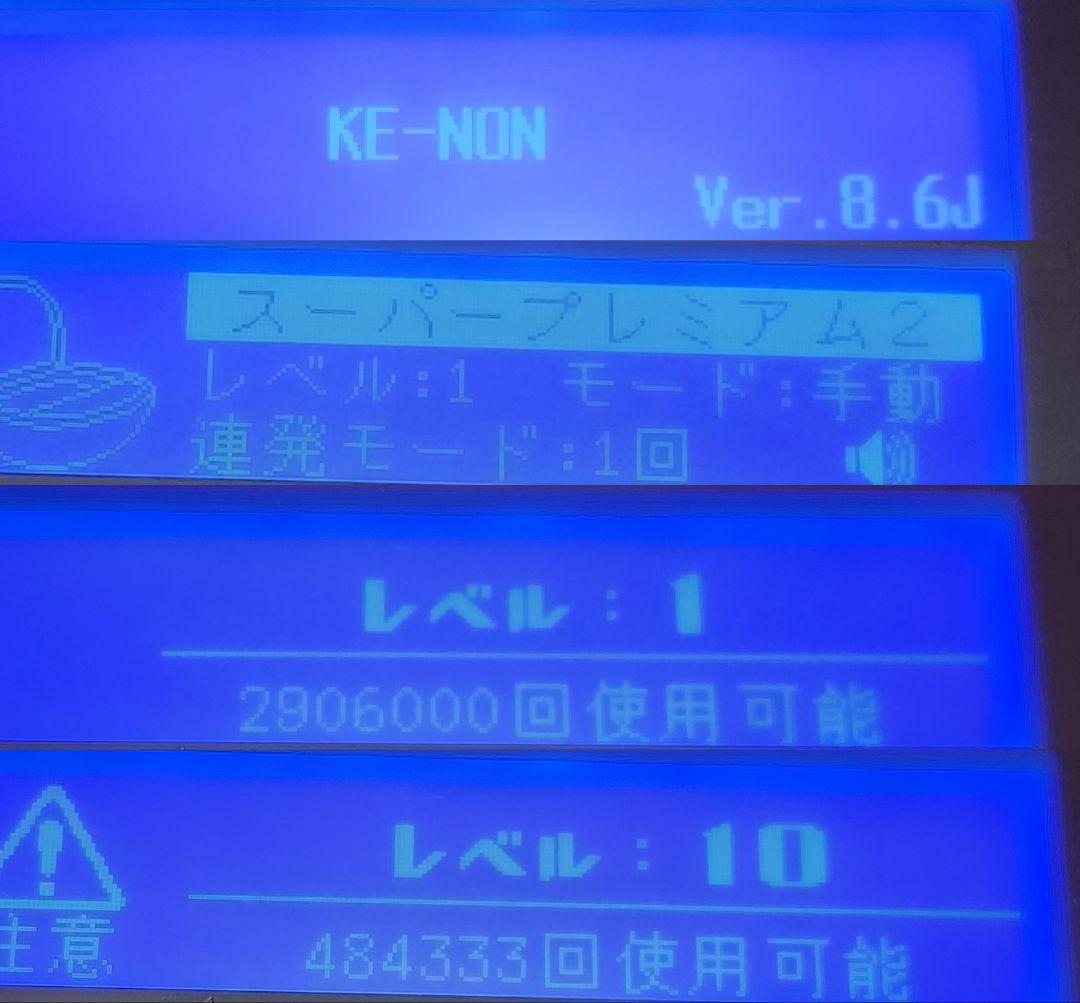 KE-NON
Ver.8.6J
スーパープレミアム2
レベル:1 モード:手動
連発モード:1回
レベル:1
2906000回使用可能
レベル:10
注意
484333回使用可能